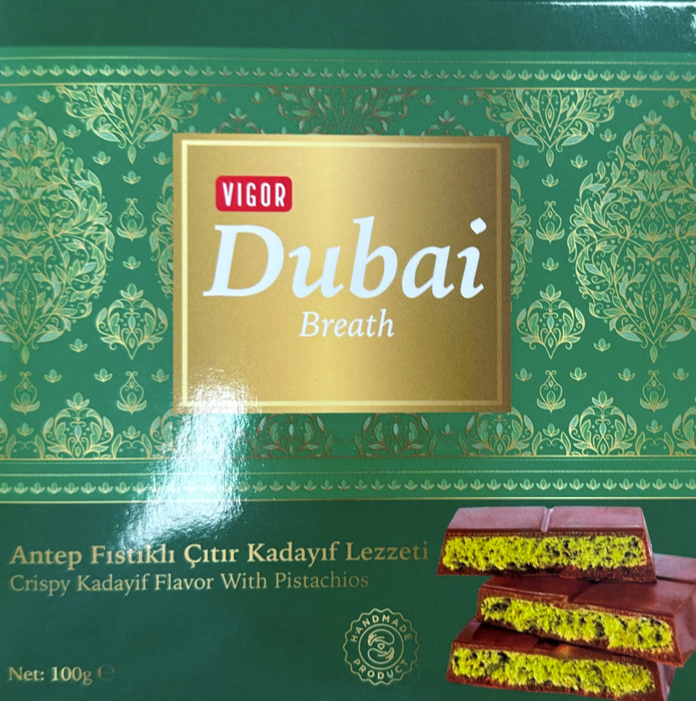 VIGOR
Dubai
Breath
Antep Fıstıklı Çıtır Kadayıf Lezzeti
Crispy Kadayif Flavor With Pistachios
HANDMADE
PRODUCT
Net: 100g ℮